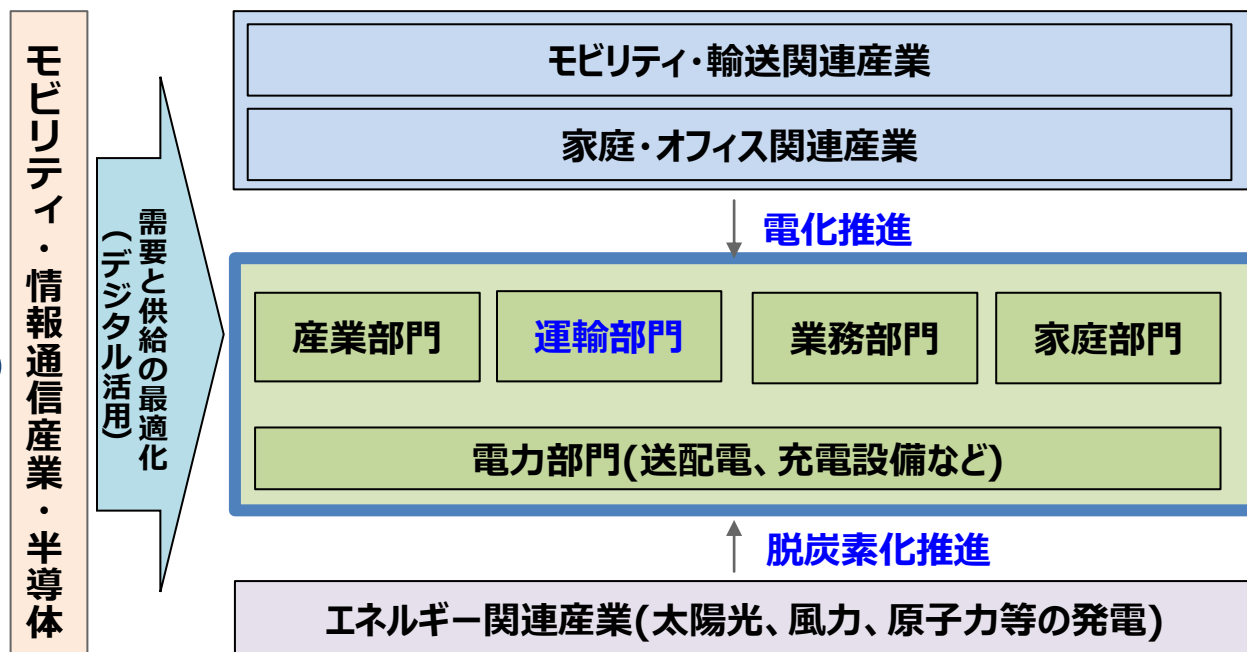 モビリティ・情報通信産業・半導体
需要と供給の最適化
(デジタル活用)
モビリティ・輸送関連産業
家庭・オフィス関連産業
電化推進
産業部門
運輸部門
業務部門
家庭部門
電力部門(送配電、充電設備など)
脱炭素化推進
エネルギー関連産業(太陽光、風力、原子力等の発電)